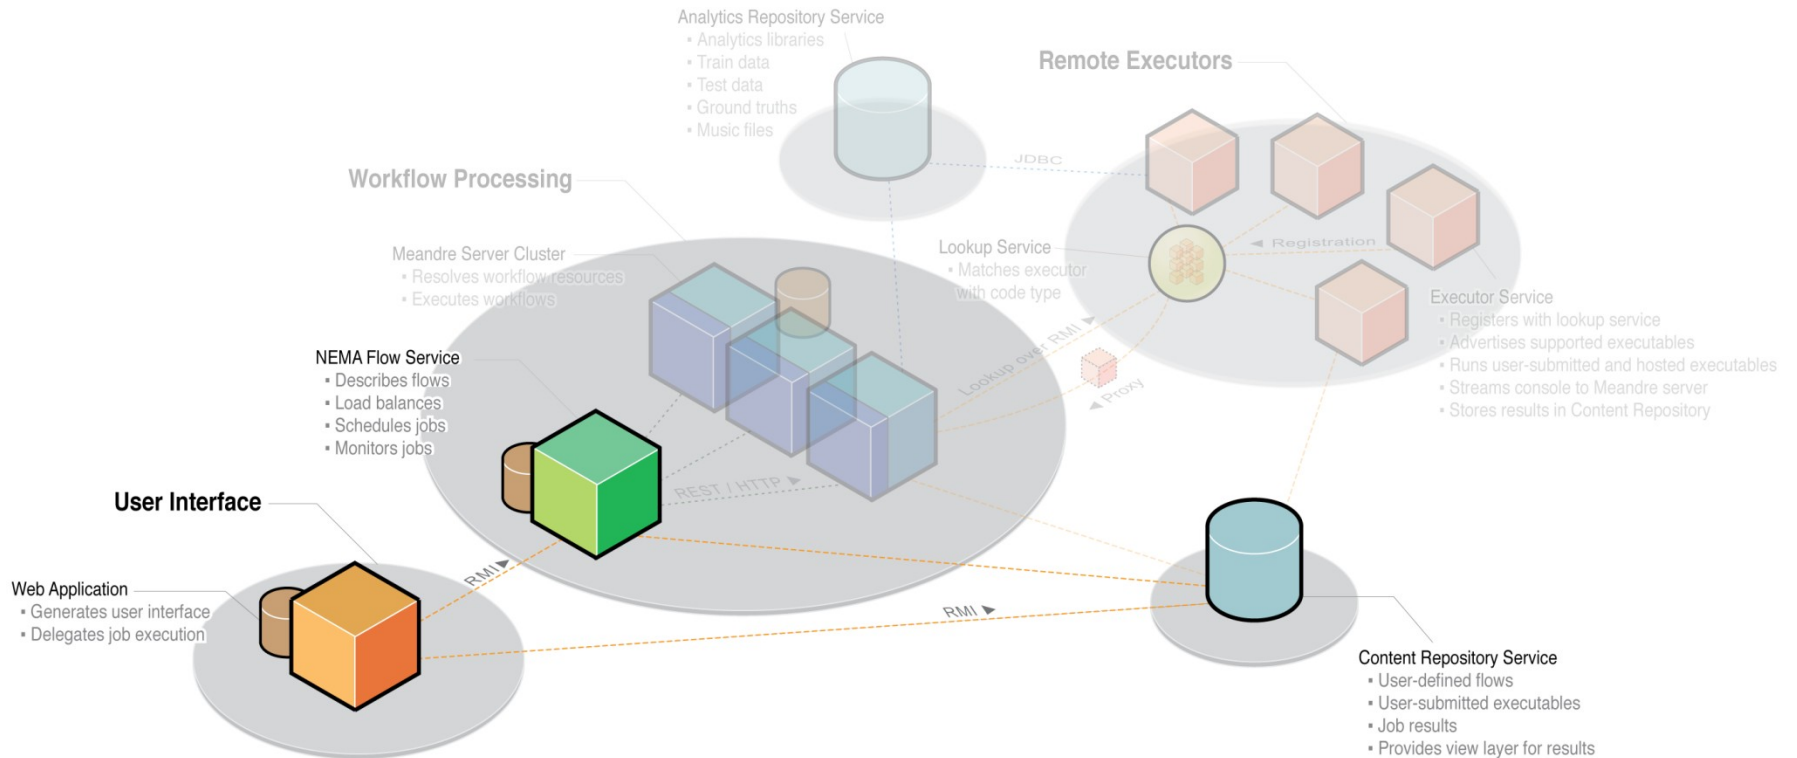 Analytics Repository Service
▪ Analytics libraries
▪ Train data
▪ Test data
▪ Ground truths
▪ Music files
Remote Executors
JDBC
Workflow Processing
Meandre Server Cluster
▪ Resolves workflow resources
▪ Executes workflows
Lookup Service
▪ Matches executor
with code type
◄ Registration
Executor Service
▪ Registers with lookup service
▪ Advertises supported executables
▪ Runs user-submitted and hosted executables
▪ Streams console to Meandre server
▪ Stores results in Content Repository
Lookup over RMI ►
◄ Proxy
NEMA Flow Service
▪ Describes flows
▪ Load balances
▪ Schedules jobs
▪ Monitors jobs
REST / HTTP ►
User Interface
RMI ►
Web Application
▪ Generates user interface
▪ Delegates job execution
RMI ►
Content Repository Service
▪ User-defined flows
▪ User-submitted executables
▪ Job results
▪ Provides view layer for results